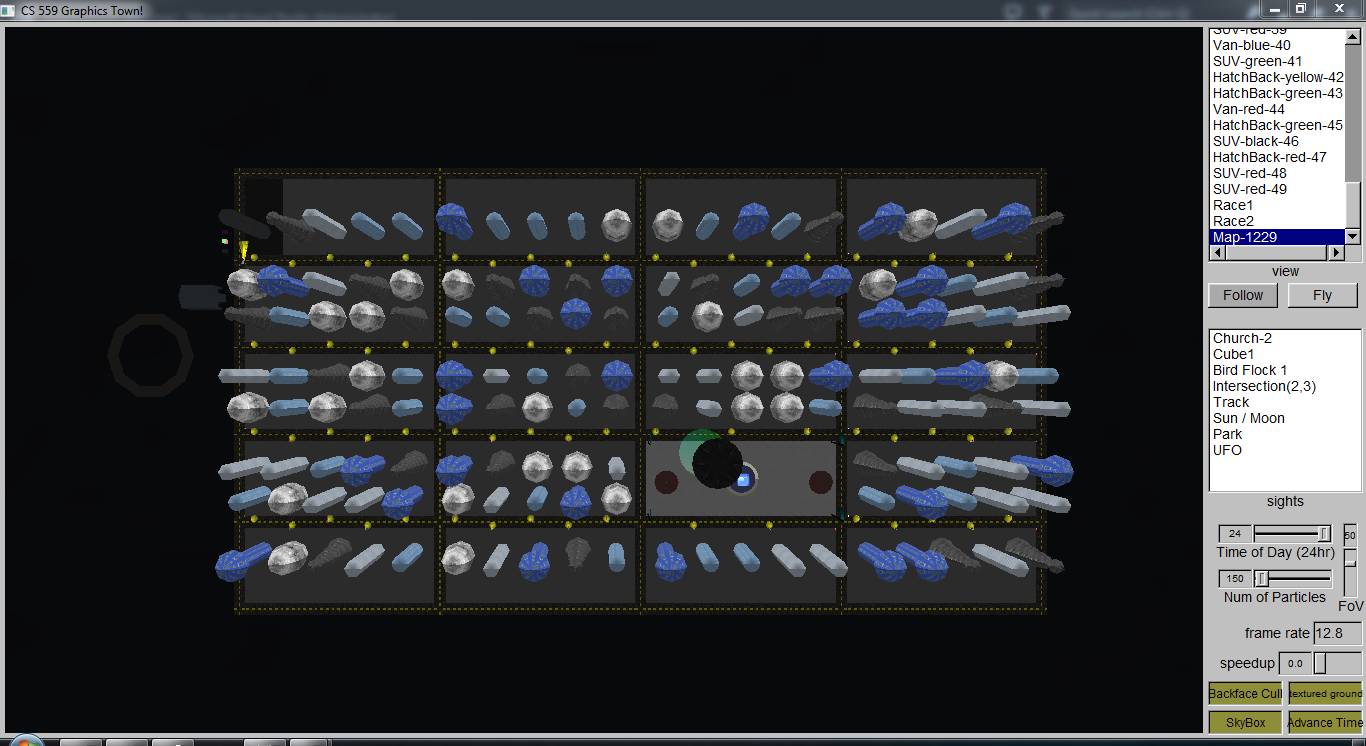 CS 559 Graphics Town!
SUV-red-39
Van-blue-40
SUV-green-41
HatchBack-yellow-42
HatchBack-green-43
Van-red-44
HatchBack-green-45
SUV-black-46
HatchBack-red-47
SUV-red-48
SUV-red-49
Race1
Race2
Map-1229
view
Follow
Fly
Church-2
Cube1
Bird Flock 1
Intersection(2,3)
Track
Sun / Moon
Park
UFO
sights
24
50
Time of Day (24hr)
150
Num of Particles
FoV
frame rate 12.8
speedup 0.0
Backface Cull
textured ground
SkyBox
Advance Time